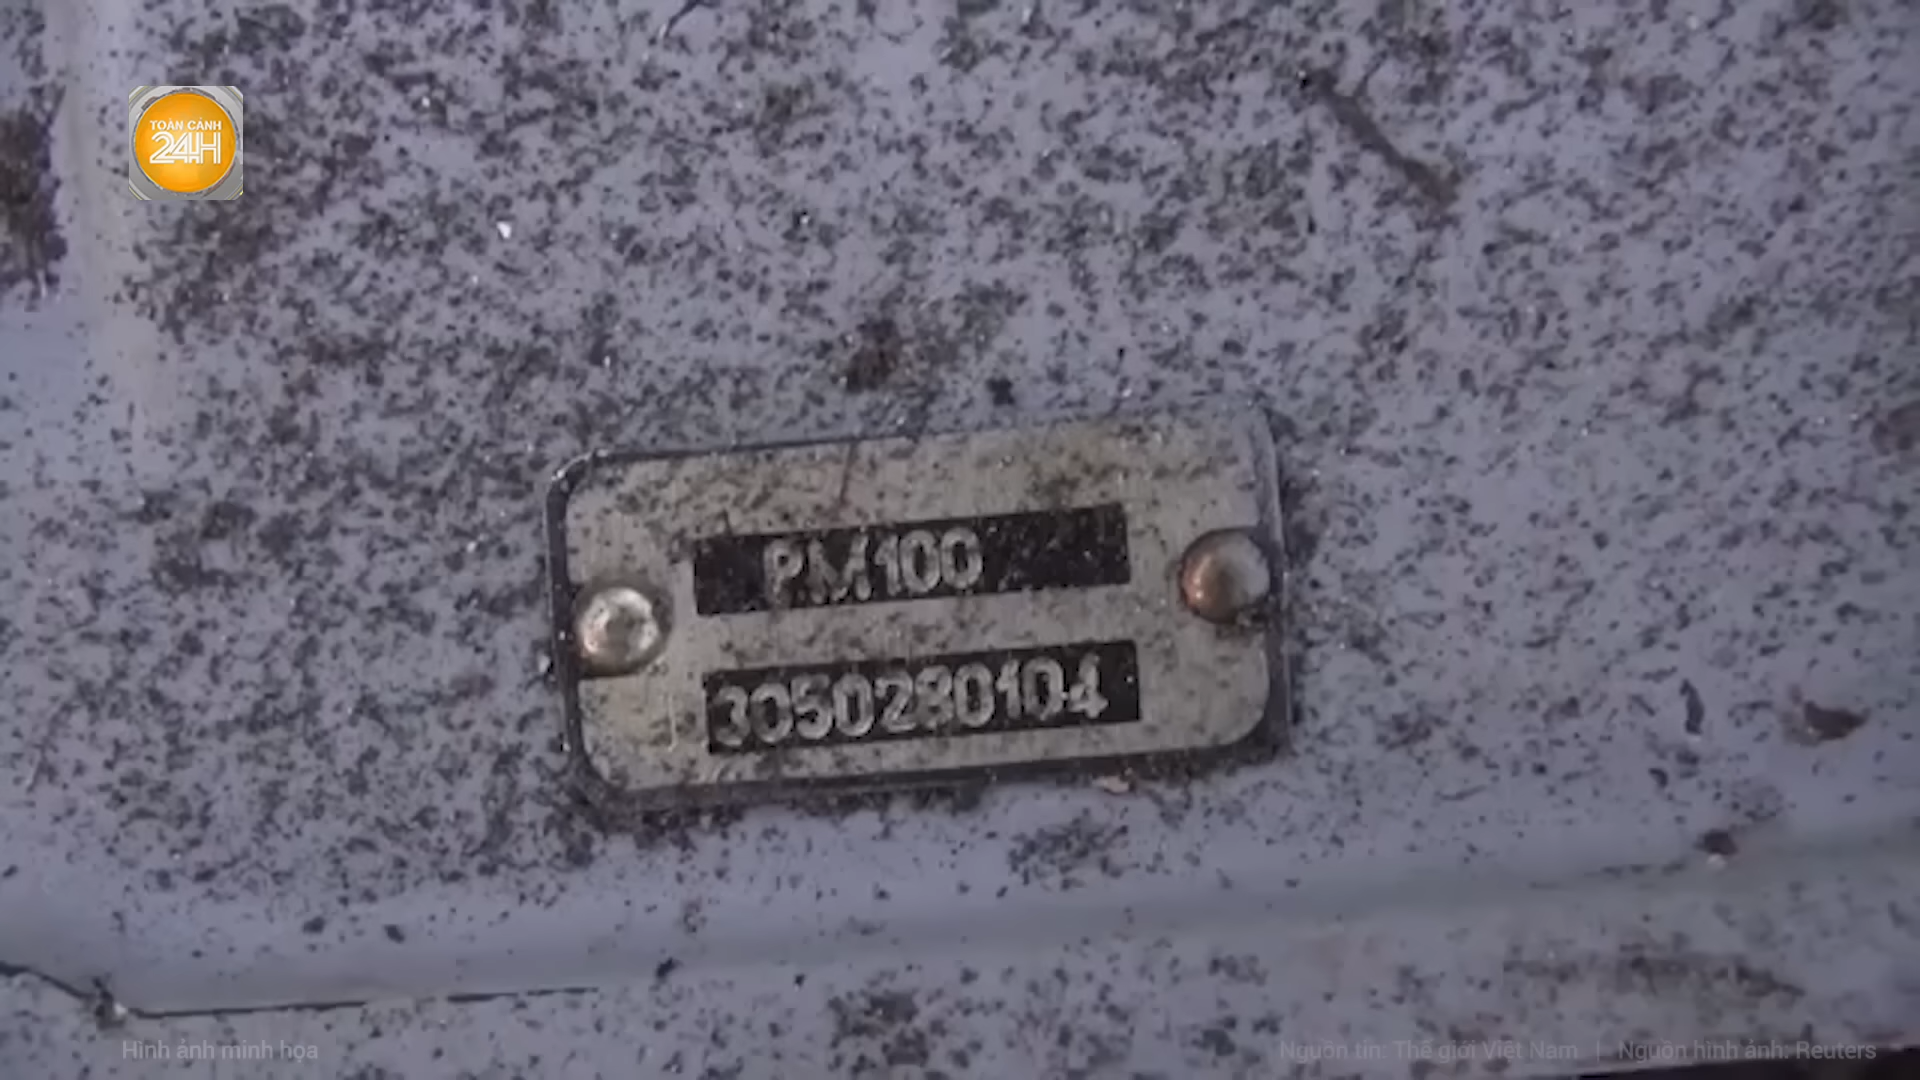 TOÀN CẢNH
24H
PM100
3050280104
Hình ảnh minh họa
Nguồn tin: Thế giới Việt Nam | Nguồn hình ảnh: Reuters